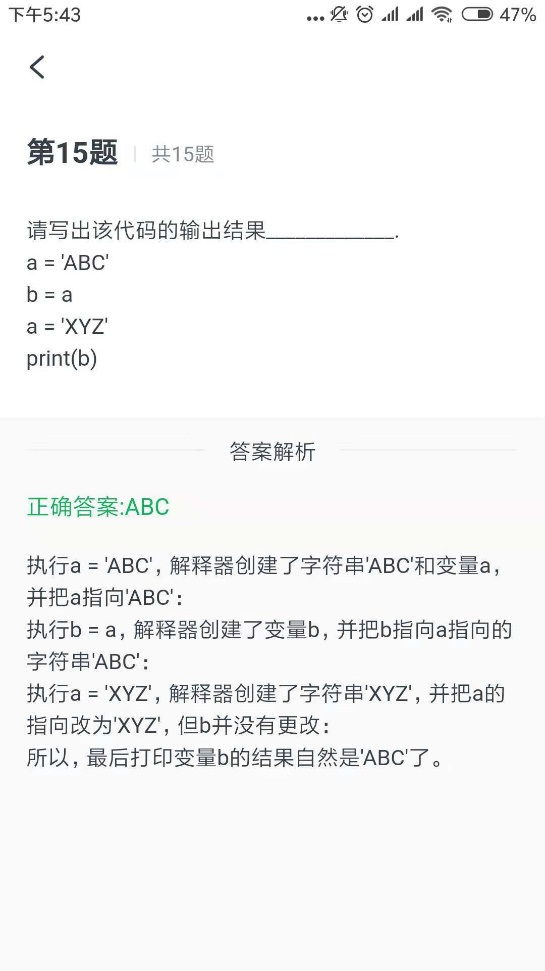 下午5:43
47%
第15题
共15题
请写出该代码的输出结果_____________.
a = 'ABC'
b = a
a = 'XYZ'
print(b)
答案解析
正确答案:ABC
执行a = 'ABC', 解释器创建了字符串'ABC'和变量a,
并把a指向'ABC':
执行b = a, 解释器创建了变量b, 并把b指向a指向的
字符串'ABC':
执行a = 'XYZ', 解释器创建了字符串'XYZ', 并把a的
指向改为'XYZ', 但b并没有更改:
所以, 最后打印变量b的结果自然是'ABC'了。